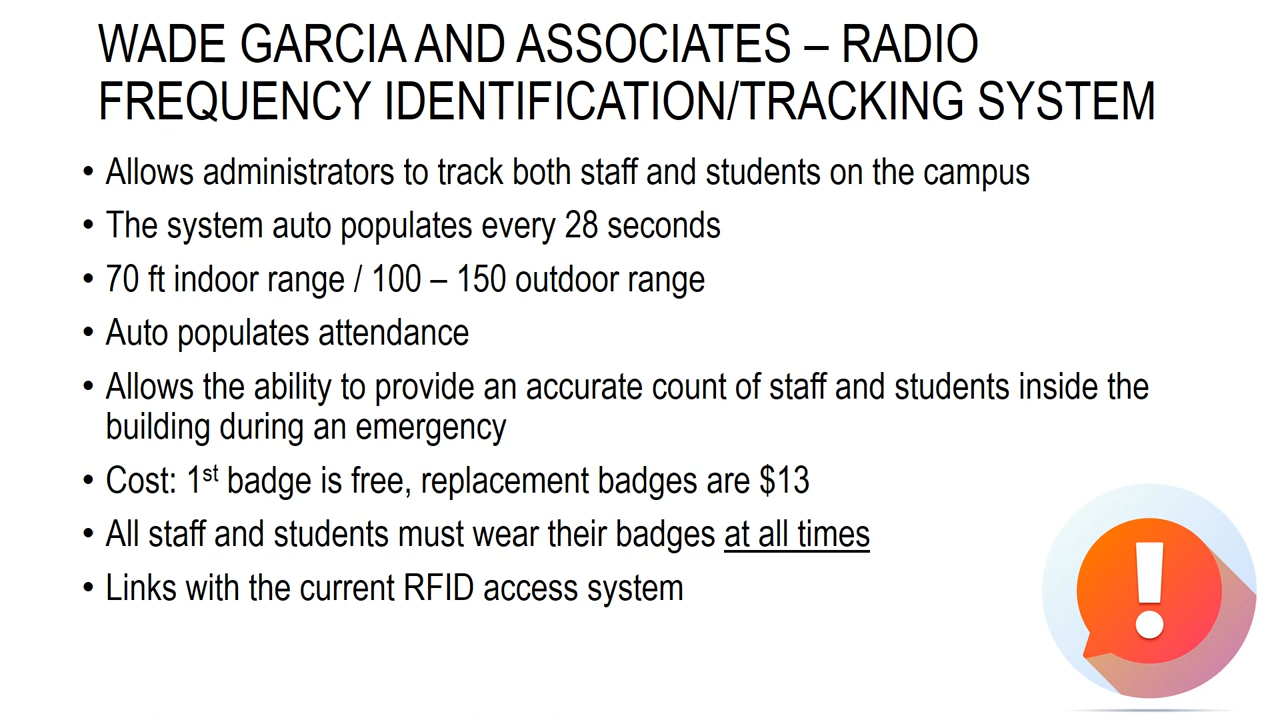 WADE GARCIA AND ASSOCIATES – RADIO
FREQUENCY IDENTIFICATION/TRACKING SYSTEM
• Allows administrators to track both staff and students on the campus
• The system auto populates every 28 seconds
• 70 ft indoor range / 100 – 150 outdoor range
• Auto populates attendance
• Allows the ability to provide an accurate count of staff and students inside the
building during an emergency
• Cost: 1st badge is free, replacement badges are $13
• All staff and students must wear their badges at all times
• Links with the current RFID access system
!